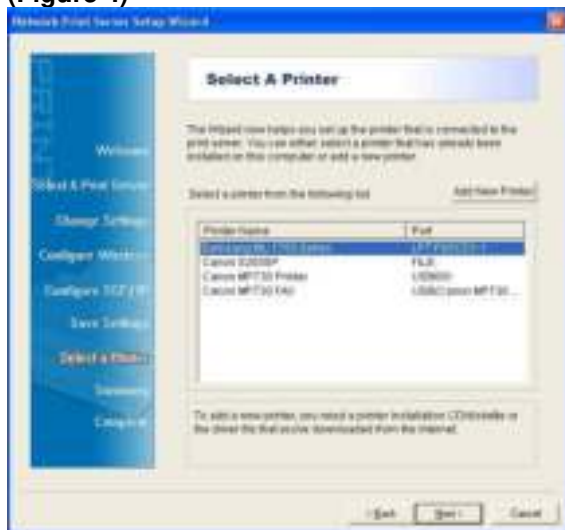 (Figure 4)
Network Print Server Setup Wizard
Select A Printer
The Wizard now helps you set up the printer that is connected to the
print server. You can either select a printer that has already been
installed on this computer or add a new printer.
Welcome
Select A Print Server
Select a printer from the following list
Add New Printer
Change Settings
Printer Name Port
Configure Wireless
Canon S200SP FILE:
Canon MP730 Printer
Canon MP730 FAX
Configure TCP/IP
Save Settings
Select a Printer
Summary
To add a new printer, you need a printer installation CD/diskette or
the driver file that you've downloaded from the Internet.
< Back Next > Cancel